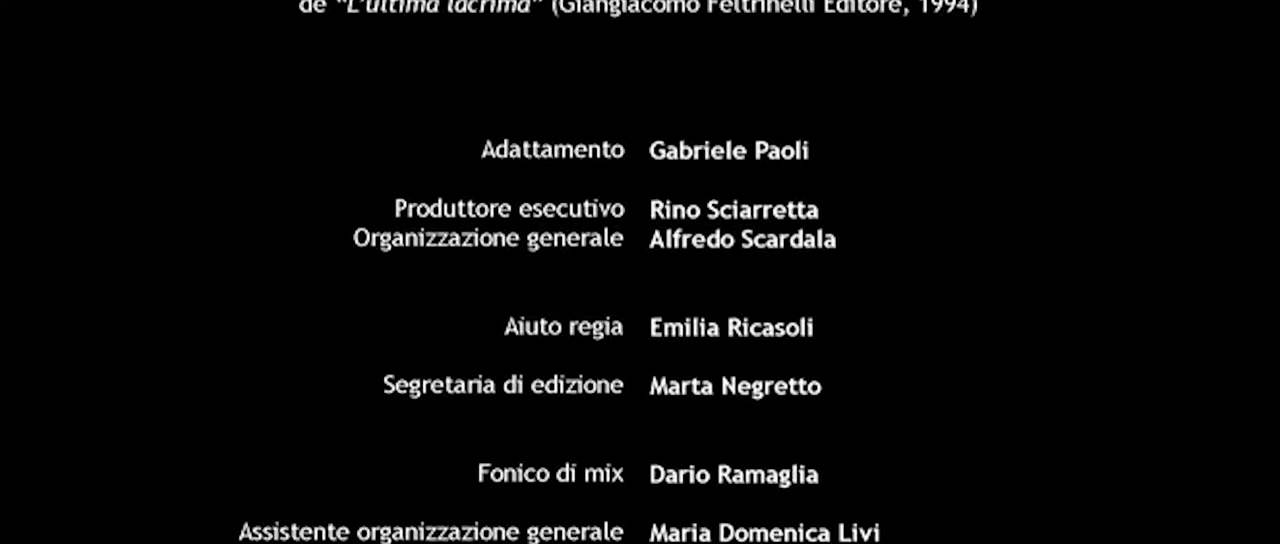 de "L'ultima lacrima" (Giangiacomo Feltrinelli Editore, 1994)
Adattamento Gabriele Paoli
Produttore esecutivo Rino Sciarretta
Organizzazione generale Alfredo Scardala
Aiuto regia Emilia Ricasoli
Segretaria di edizione Marta Negretto
Fonico di mix Dario Ramaglia
Assistente organizzazione generale Maria Domenica Livi